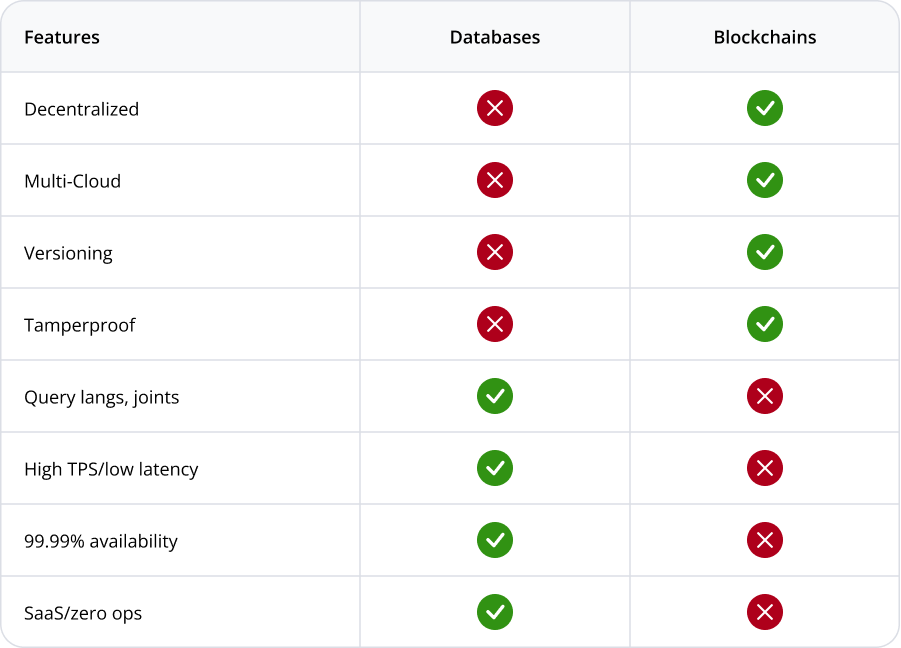 Features Databases Blockchains
Decentralized
Multi-Cloud
Versioning
Tamperproof
Query langs, joints
High TPS/low latency
99.99% availability
SaaS/zero ops